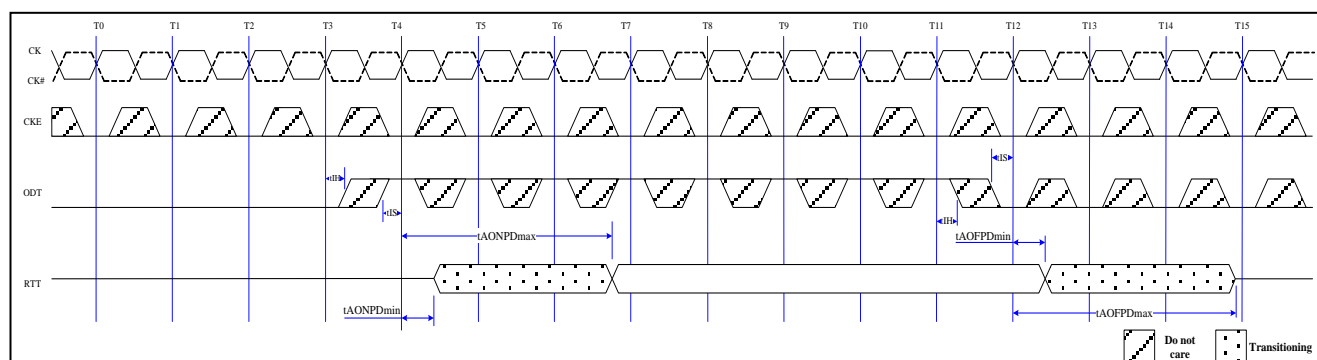 T0 T1 T2 T3 T4 T5 T6 T7 T8 T9 T10 T11 T12 T13 T14 T15
CK
CK#
CKE
tIS
ODT
tIH
tIS
tIH
tAONPDmax
tAOFPDmin
RTT
tAONPDmin
tAOFPDmax
Do not
care
Transitioning